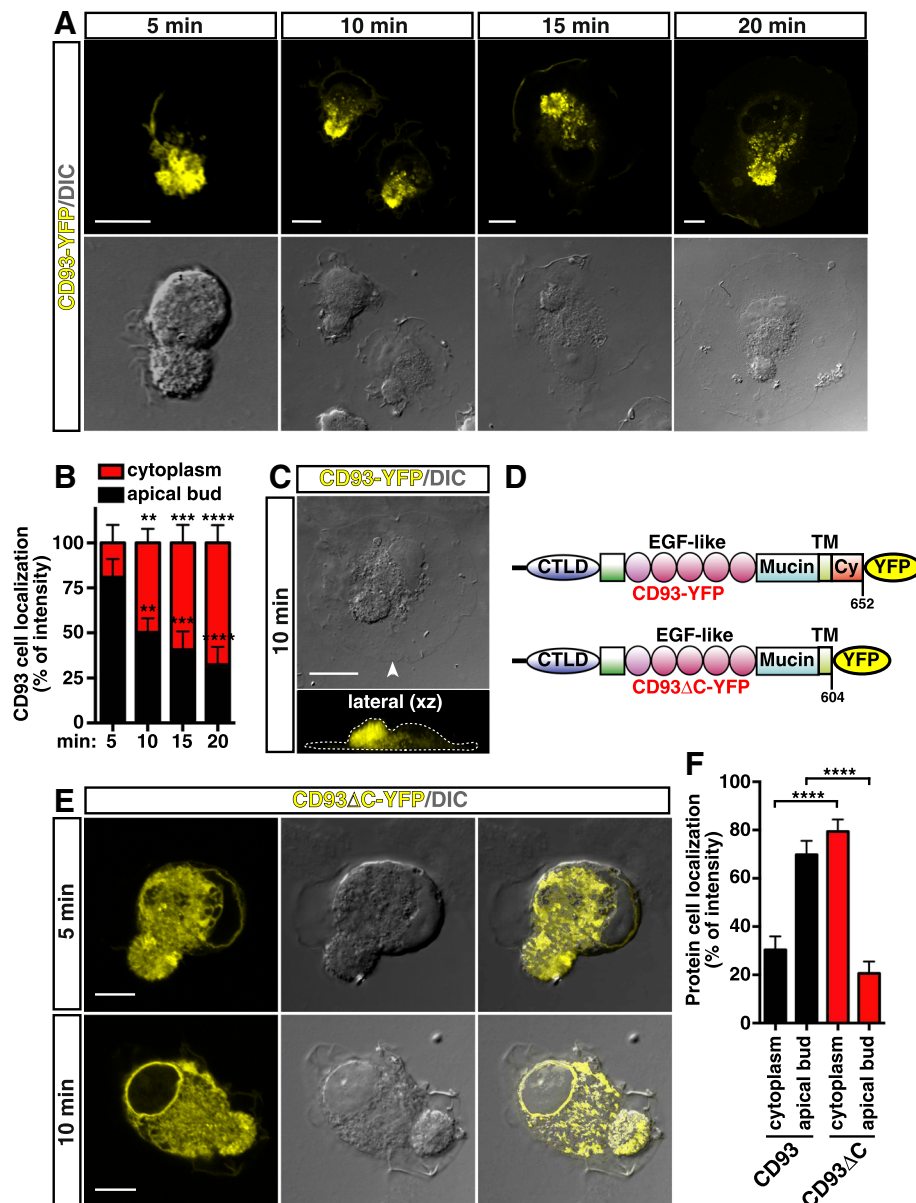 A
5 min
10 min
15 min
20 min
CD93-YFP/DIC
B
cytoplasm
apical bud
CD93 cell localization
(% of intensity)
100
75
50
25
0
** *** ****
** *** ****
min: 5 10 15 20
C
CD93-YFP/DIC
10 min
lateral (xz)
D
EGF-like TM
CTLD Mucin Cy YFP
CD93-YFP
652
EGF-like TM
CTLD Mucin YFP
CD93ΔC-YFP
604
E
CD93ΔC-YFP/DIC
5 min
10 min
F
Protein cell localization
(% of intensity)
100
80
60
40
20
0
****
****
cytoplasm
apical bud
cytoplasm
apical bud
CD93
CD93ΔC